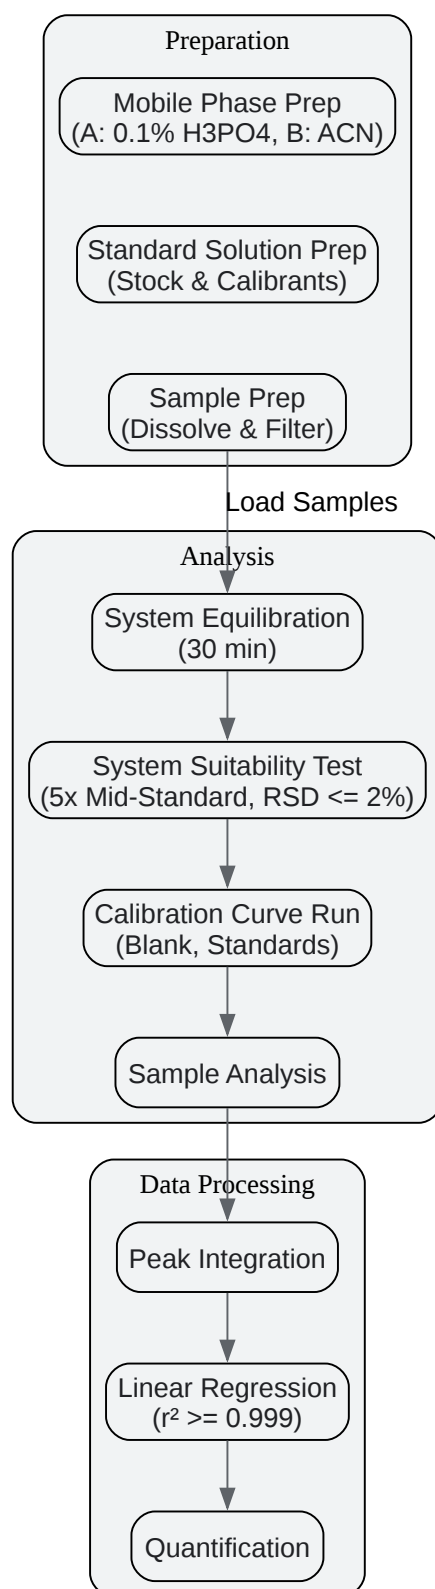 Preparation
Mobile Phase Prep
(A: 0.1% H3PO4, B: ACN)
Standard Solution Prep
(Stock & Calibrants)
Sample Prep
(Dissolve & Filter)
Load Samples
Analysis
System Equilibration
(30 min)
System Suitability Test
(5x Mid-Standard, RSD <= 2%)
Calibration Curve Run
(Blank, Standards)
Sample Analysis
Data Processing
Peak Integration
Linear Regression
(r² >= 0.999)
Quantification